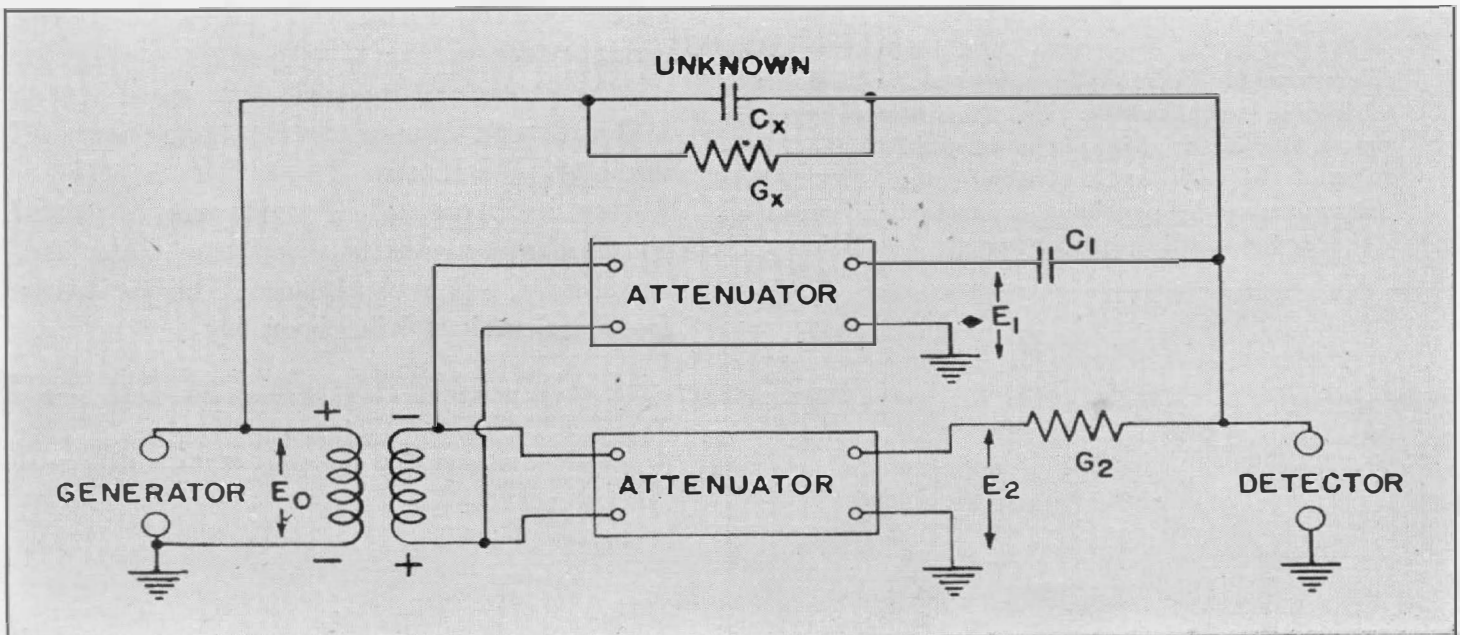 UNKNOWN
Cx
Gx
C1
ATTENUATOR
E1
+
−
GENERATOR
E0
−
+
ATTENUATOR
E2
G2
DETECTOR